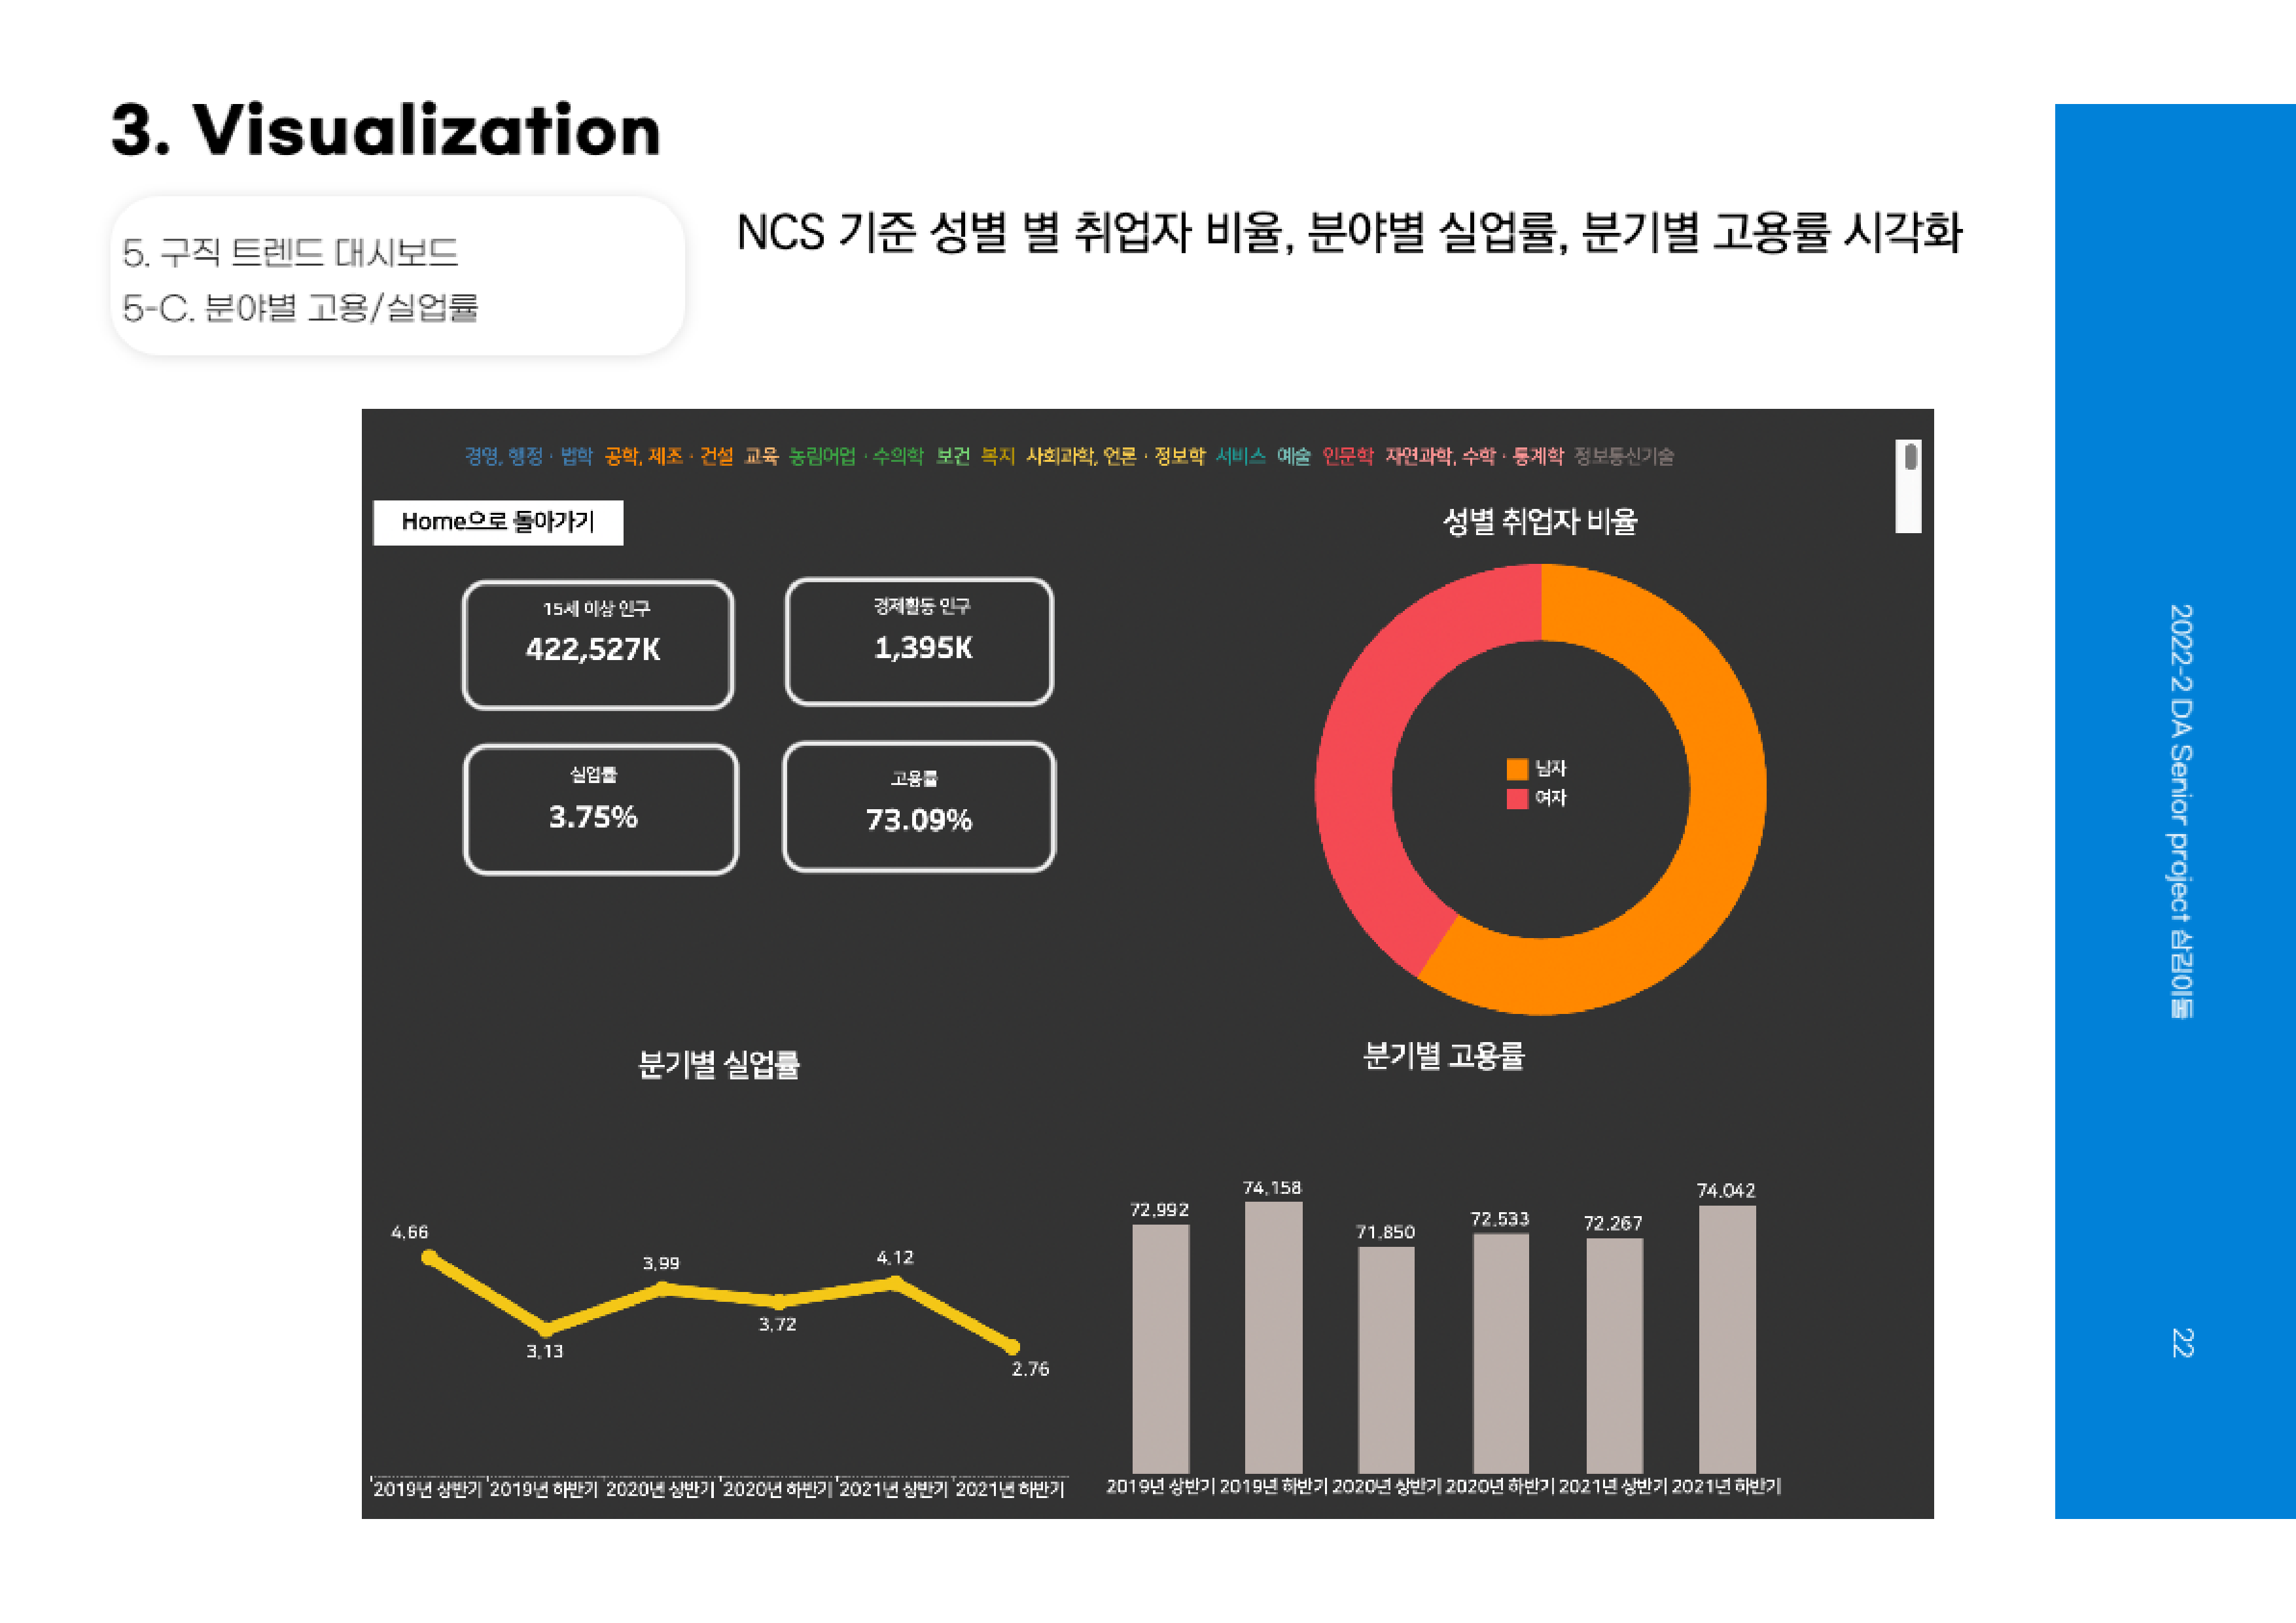 3. Visualization
5. 구직 트렌드 대시보드
5-C. 분야별 고용/실업률
NCS 기준 성별 별 취업자 비율, 분야별 실업률, 분기별 고용률 시각화
경영, 행정 · 법학 공학, 제조 · 건설 교육 농림어업 · 수의학 보건 복지 사회과학, 언론 · 정보학 서비스 예술 인문학 자연과학, 수학 · 통계학 정보통신기술
Home으로 돌아가기
15세 이상 인구
422,527K
경제활동 인구
1,395K
실업률
3.75%
고용률
73.09%
성별 취업자 비율
남자
여자
분기별 실업률
4.66
3.13
3.99
3.72
4.12
2.76
2019년 상반기 2019년 하반기 2020년 상반기 2020년 하반기 2021년 상반기 2021년 하반기
분기별 고용률
72.992
74.158
71.850
72.533
72.267
74.042
2019년 상반기 2019년 하반기 2020년 상반기 2020년 하반기 2021년 상반기 2021년 하반기
2022-2 DA Senior project 삼김이돌
22